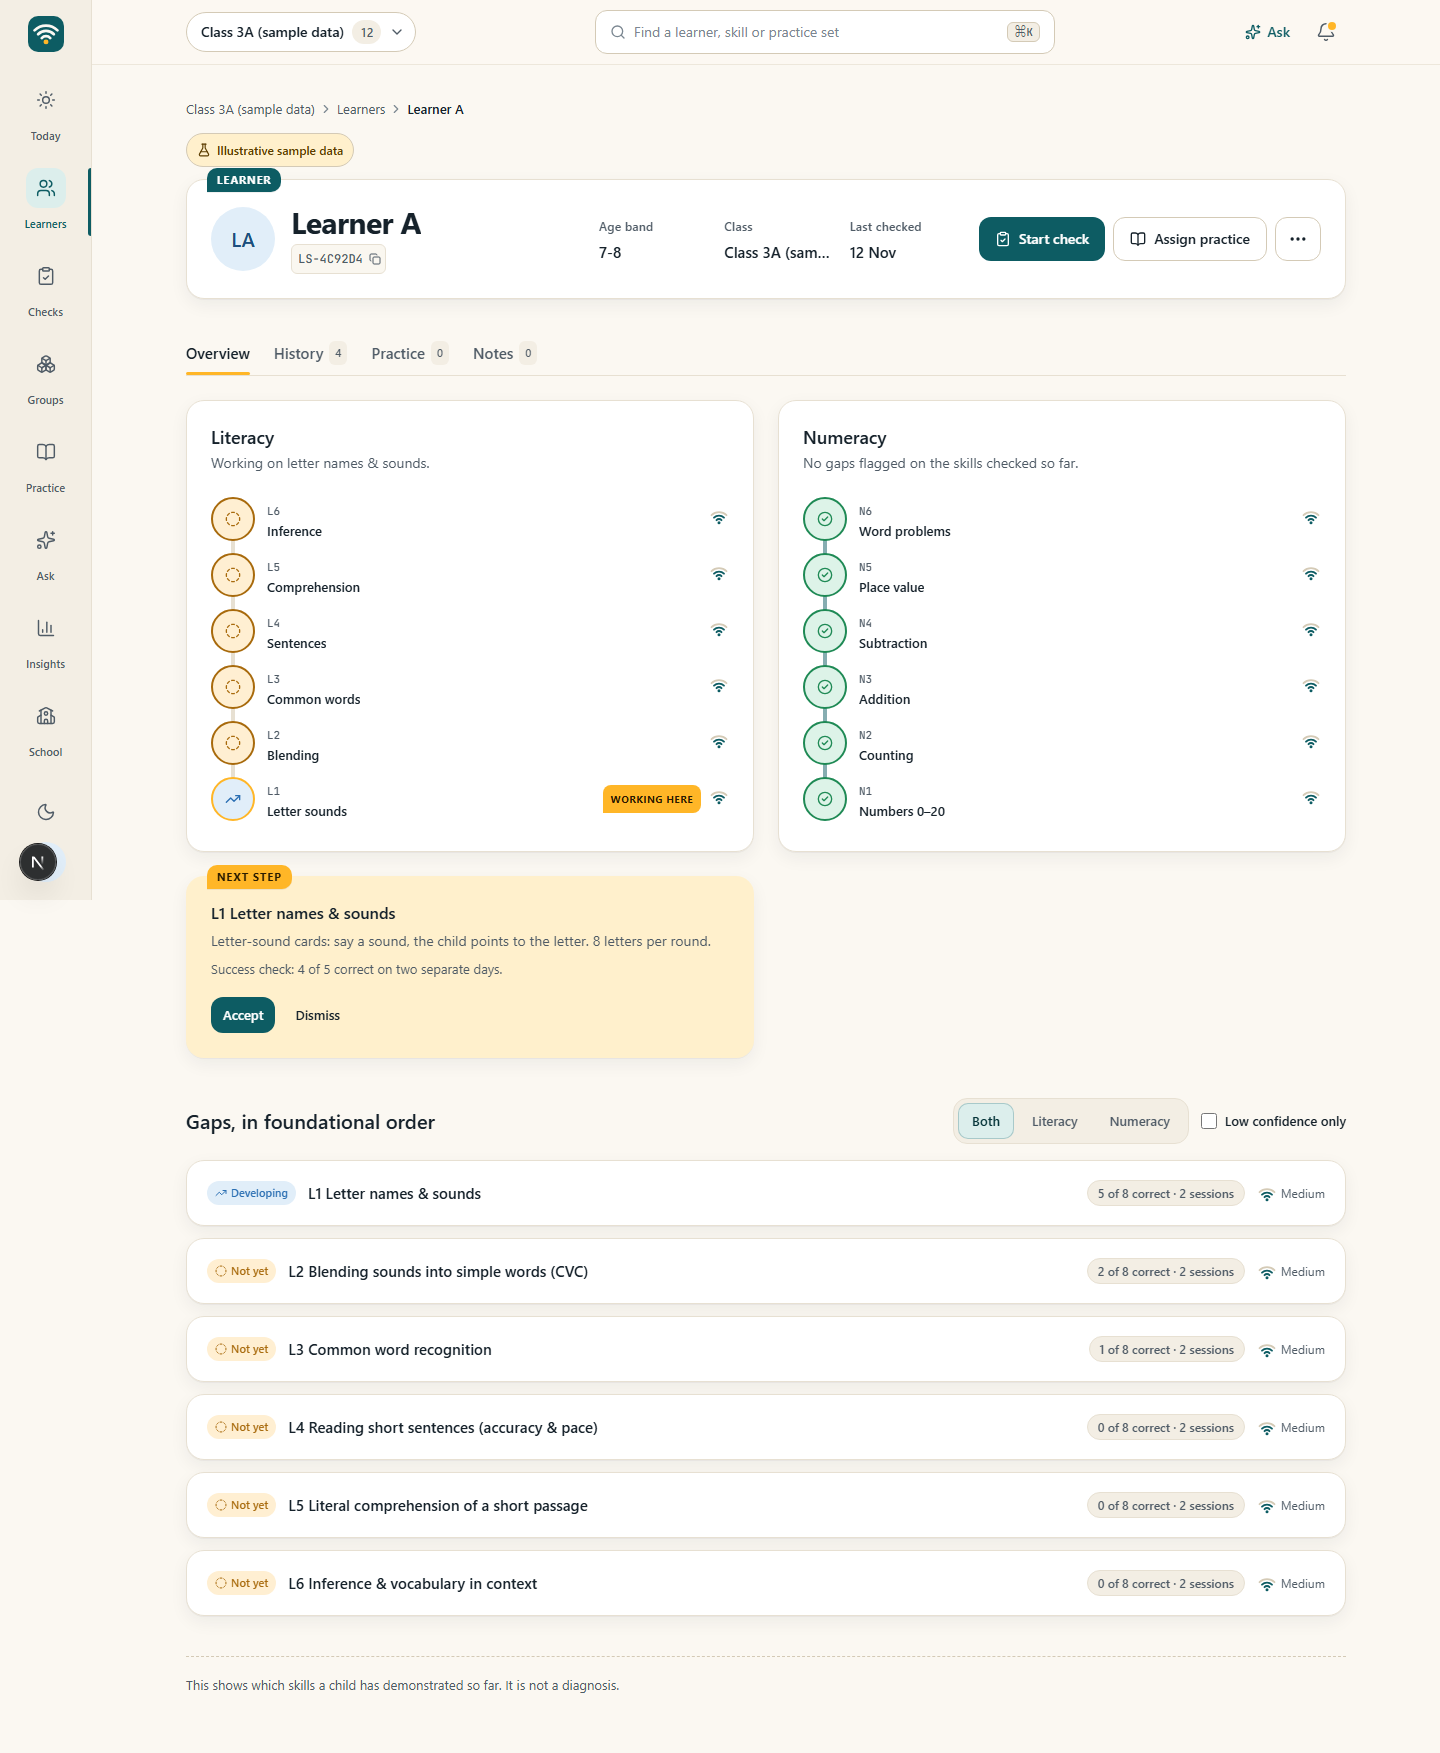 Class 3A (sample data) 12
Find a learner, skill or practice set ⌘K
Ask
Today
Learners
Checks
Groups
Practice
Ask
Insights
School
N
Class 3A (sample data) > Learners > Learner A
Illustrative sample data
LEARNER
LA
Learner A
LS-4C92D4
Age band
7-8
Class
Class 3A (sam...
Last checked
12 Nov
Start check
Assign practice
Overview
History 4
Practice 0
Notes 0
Literacy
Working on letter names & sounds.
L6
Inference
L5
Comprehension
L4
Sentences
L3
Common words
L2
Blending
L1
Letter sounds
WORKING HERE
Numeracy
No gaps flagged on the skills checked so far.
N6
Word problems
N5
Place value
N4
Subtraction
N3
Addition
N2
Counting
N1
Numbers 0–20
NEXT STEP
L1 Letter names & sounds
Letter-sound cards: say a sound, the child points to the letter. 8 letters per round.
Success check: 4 of 5 correct on two separate days.
Accept
Dismiss
Gaps, in foundational order
Both
Literacy
Numeracy
Low confidence only
Developing L1 Letter names & sounds 5 of 8 correct · 2 sessions Medium
Not yet L2 Blending sounds into simple words (CVC) 2 of 8 correct · 2 sessions Medium
Not yet L3 Common word recognition 1 of 8 correct · 2 sessions Medium
Not yet L4 Reading short sentences (accuracy & pace) 0 of 8 correct · 2 sessions Medium
Not yet L5 Literal comprehension of a short passage 0 of 8 correct · 2 sessions Medium
Not yet L6 Inference & vocabulary in context 0 of 8 correct · 2 sessions Medium
This shows which skills a child has demonstrated so far. It is not a diagnosis.